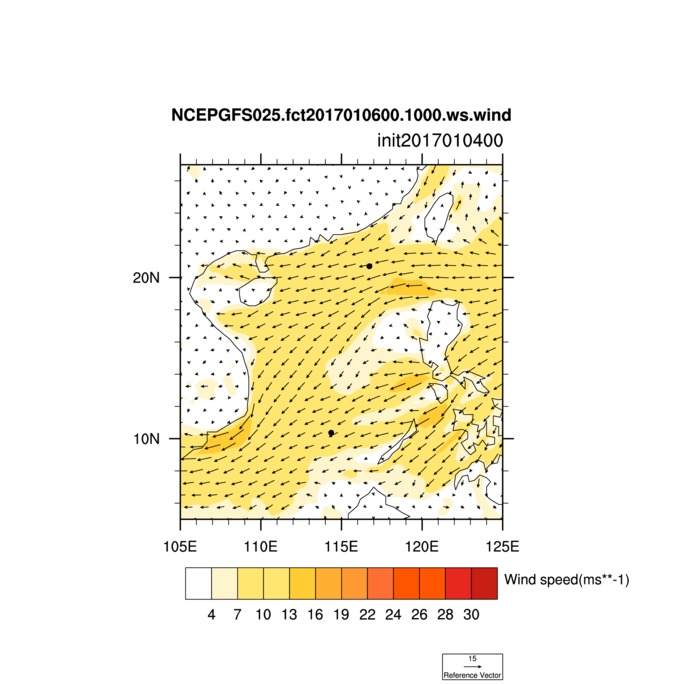 NCEPGFS025.fct2017010600.1000.ws.wind
init2017010400
20N
10N
105E 110E 115E 120E 125E
Wind speed(ms**-1)
4 7 10 13 16 19 22 24 26 28 30
15
Reference Vector